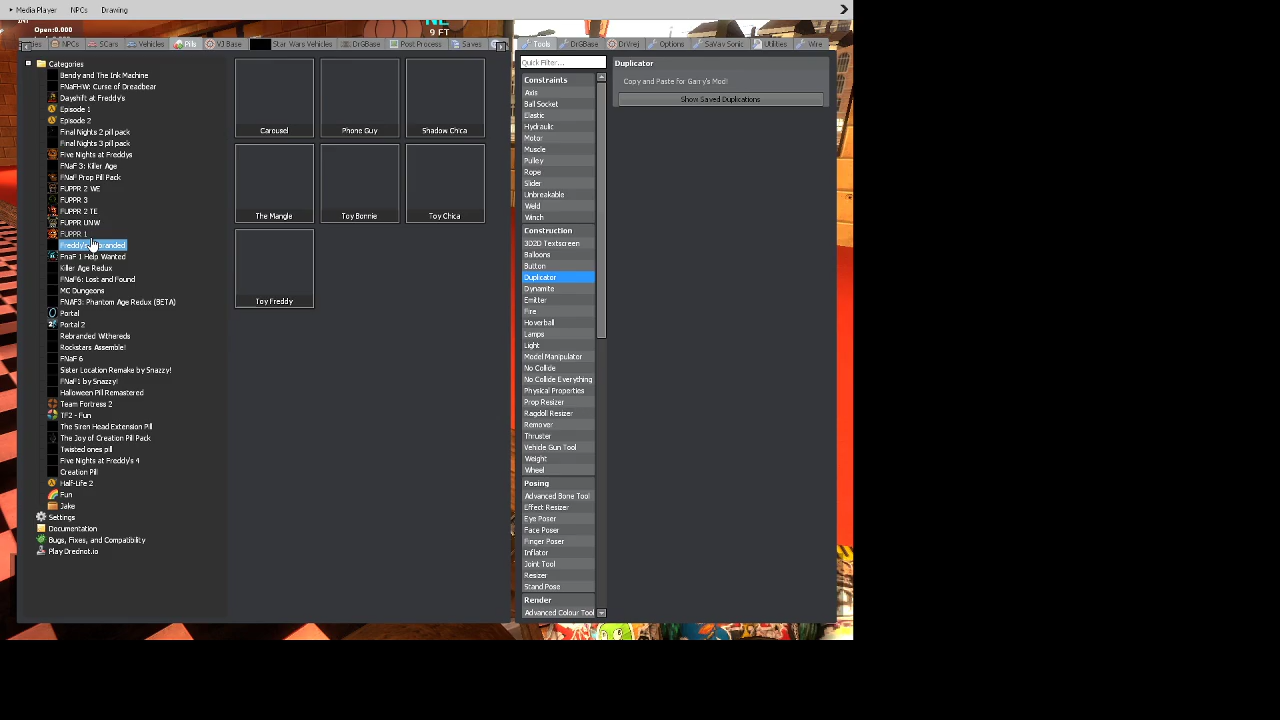 Media Player NPCs Drawing
Open:0.000
NE
9 FT
NPCs SCars Vehicles Pills VJ Base Star Wars Vehicles DrGBase Post Process Saves
Tools DrGBase DrVrej Options SaVav Sonic Utilities Wire
Categories
Bendy and The Ink Machine
FNaFHW: Curse of Dreadbear
Dayshift at Freddy's
Episode 1
Episode 2
Final Nights 2 pill pack
Final Nights 3 pill pack
Five Nights at Freddys
FNaF 3: Killer Age
FNaF Prop Pill Pack
FUPPR 2 WE
FUPPR 3
FUPPR 2 TE
FUPPR UNW
FUPPR 1
FnaF 1 Help Wanted
Killer Age Redux
FNaF6: Lost and Found
MC Dungeons
FNAF3: Phantom Age Redux (BETA)
Portal
Portal 2
Rebranded Withereds
Rockstars Assemble!
FNaF 6
Sister Location Remake by Snazzy!
FNaF1 by Snazzy!
Halloween Pill Remastered
Team Fortress 2
TF2 - Fun
The Siren Head Extension Pill
The Joy of Creation Pill Pack
Twisted ones pill
Five Nights at Freddy's 4
Creation Pill
Half-Life 2
Fun
Jake
Settings
Documentation
Bugs, Fixes, and Compatibility
Play Drednot.io
Carousel Phone Guy Shadow Chica
The Mangle Toy Bonnie Toy Chica
Toy Freddy
Quick Filter...
Constraints
Axis
Ball Socket
Elastic
Hydraulic
Motor
Muscle
Pulley
Rope
Slider
Unbreakable
Weld
Winch
Construction
3D2D Textscreen
Balloons
Button
Duplicator
Dynamite
Emitter
Fire
Hoverball
Lamps
Light
Model Manipulator
No Collide
No Collide Everything
Physical Properties
Prop Resizer
Ragdoll Resizer
Remover
Thruster
Vehicle Gun Tool
Weight
Wheel
Posing
Advanced Bone Tool
Effect Resizer
Eye Poser
Face Poser
Finger Poser
Inflator
Joint Tool
Resizer
Stand Pose
Render
Advanced Colour Tool
Duplicator
Copy and Paste for Garry's Mod!
Show Saved Duplications